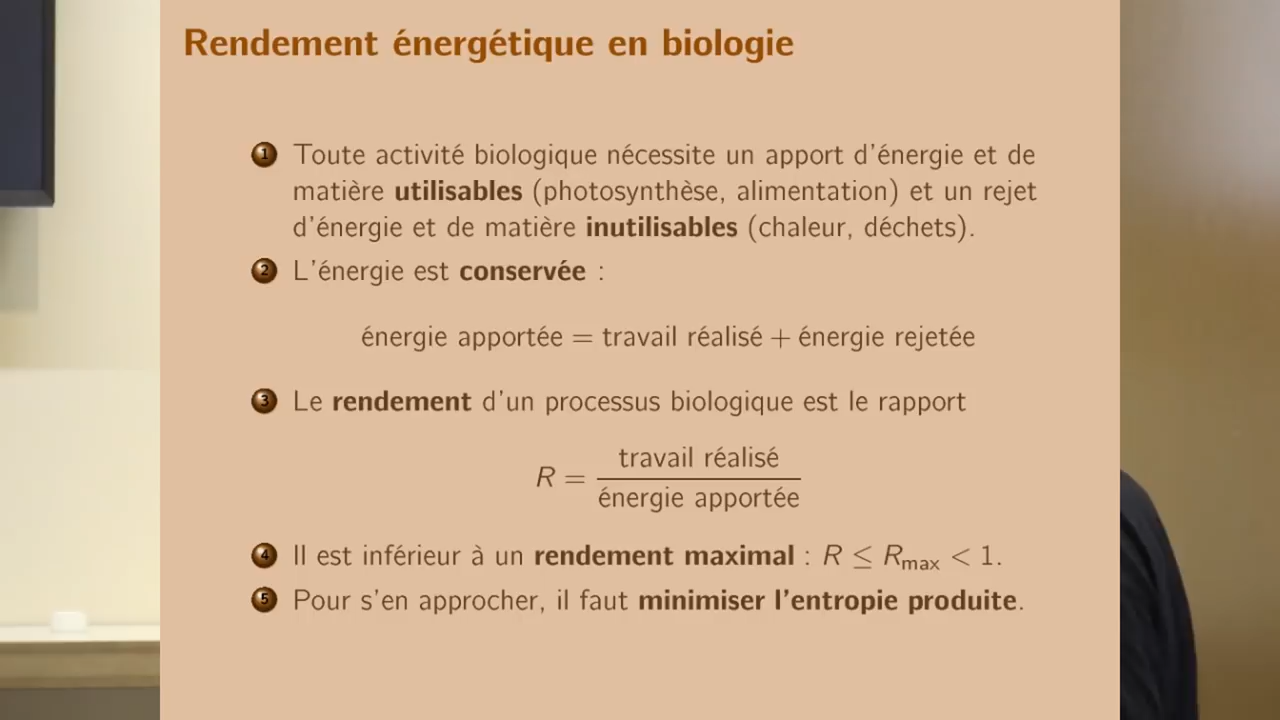 Rendement énergétique en biologie
1 Toute activité biologique nécessite un apport d'énergie et de
matière utilisables (photosynthèse, alimentation) et un rejet
d'énergie et de matière inutilisables (chaleur, déchets).
2 L'énergie est conservée :
énergie apportée = travail réalisé + énergie rejetée
3 Le rendement d'un processus biologique est le rapport
R = travail réalisé / énergie apportée
4 Il est inférieur à un rendement maximal : R ≤ Rmax < 1.
5 Pour s'en approcher, il faut minimiser l'entropie produite.